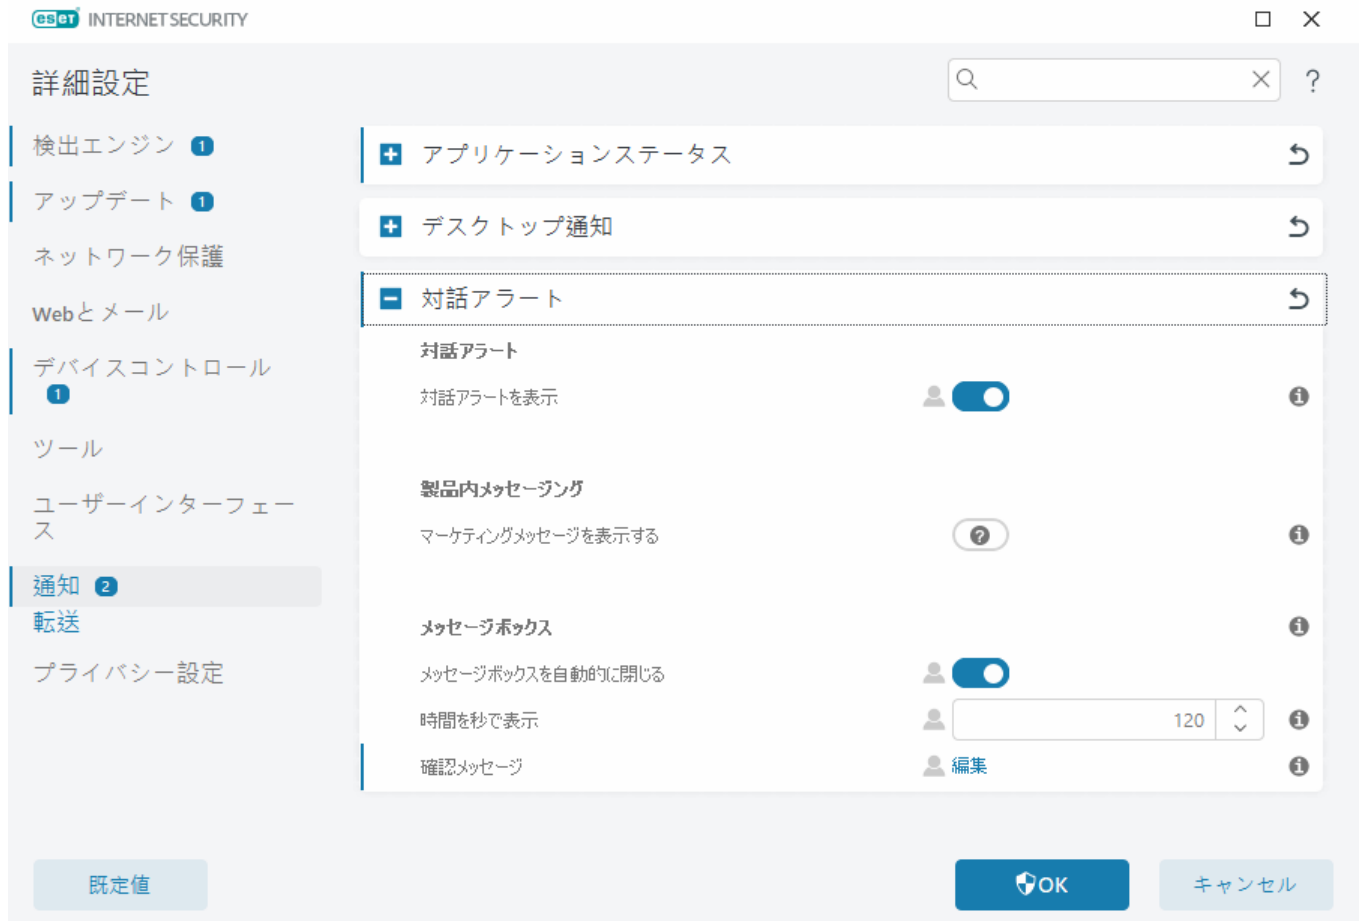 eset INTERNET SECURITY
詳細設定
?
検出エンジン 1
アップデート 1
ネットワーク保護
Webとメール
デバイスコントロール
1
ツール
ユーザーインターフェー
ス
通知 2
転送
プライバシー設定
アプリケーションステータス
デスクトップ通知
対話アラート
対話アラート
対話アラートを表示
製品内メッセージング
マーケティングメッセージを表示する
メッセージボックス
メッセージボックスを自動的に閉じる
時間を秒で表示 120
確認メッセージ 編集
既定値
OK
キャンセル